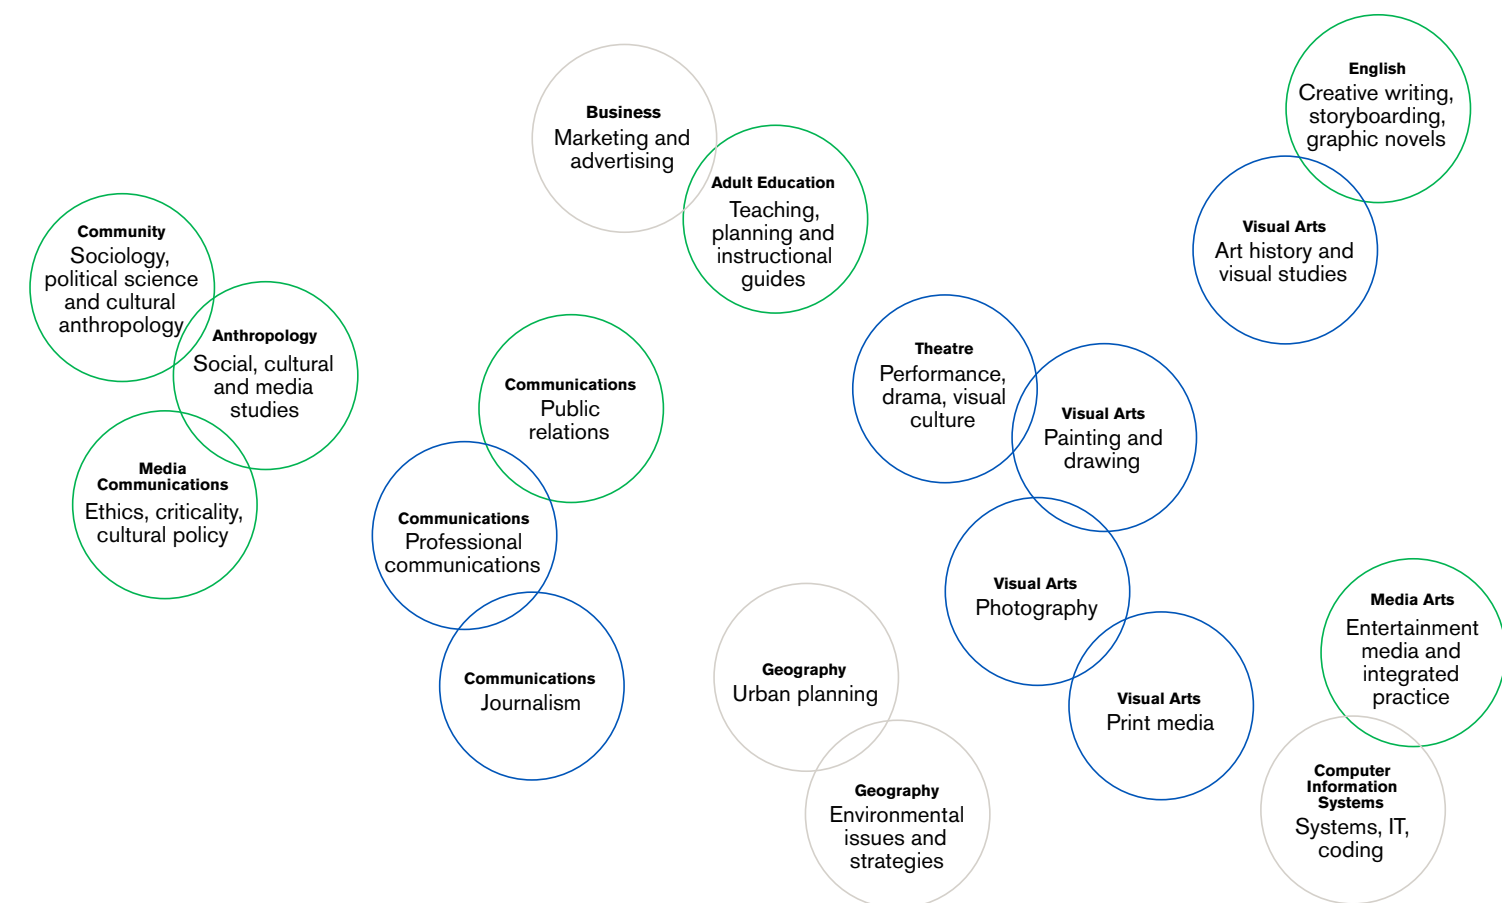 Business
Marketing and
advertising
Adult Education
Teaching,
planning and
instructional
guides
English
Creative writing,
storyboarding,
graphic novels
Visual Arts
Art history and
visual studies
Community
Sociology,
political science
and cultural
anthropology
Anthropology
Social, cultural
and media
studies
Media
Communications
Ethics, criticality,
cultural policy
Communications
Public
relations
Communications
Professional
communications
Communications
Journalism
Theatre
Performance,
drama, visual
culture
Visual Arts
Painting and
drawing
Visual Arts
Photography
Visual Arts
Print media
Geography
Urban planning
Geography
Environmental
issues and
strategies
Media Arts
Entertainment
media and
integrated
practice
Computer
Information
Systems
Systems, IT,
coding